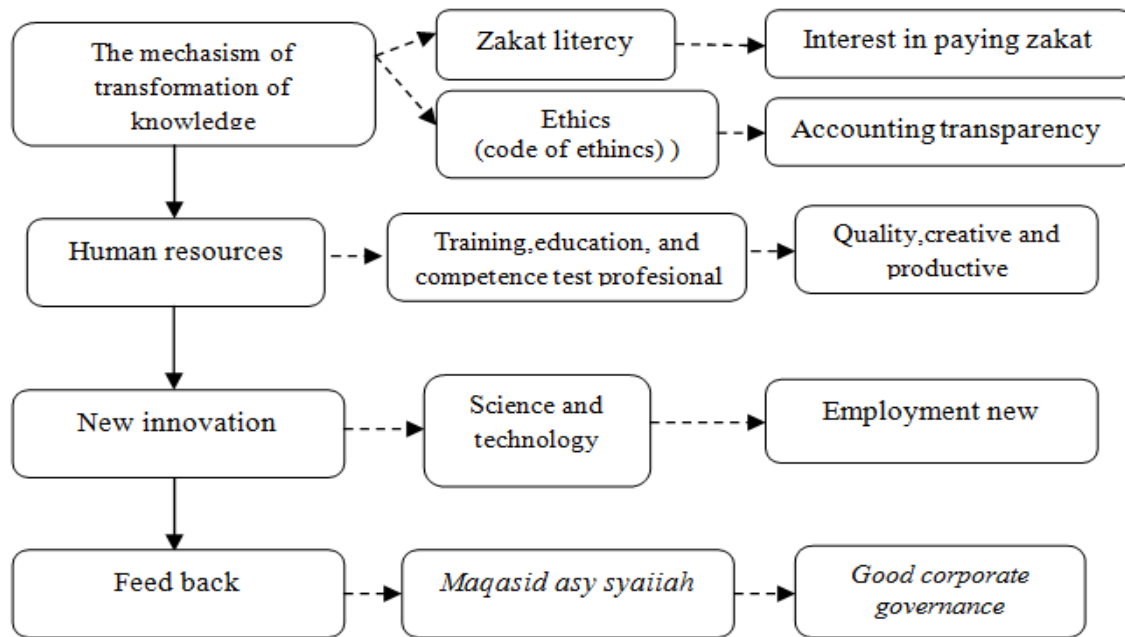 The mechasism of
transformation of
knowledge
Zakat litercy
Interest in paying zakat
Ethics
(code of ethincs) )
Accounting transparency
Human resources
Training,education, and
competence test profesional
Quality,creative and
productive
New innovation
Science and
technology
Employment new
Feed back
Maqasid asy syaiiah
Good corporate
governance